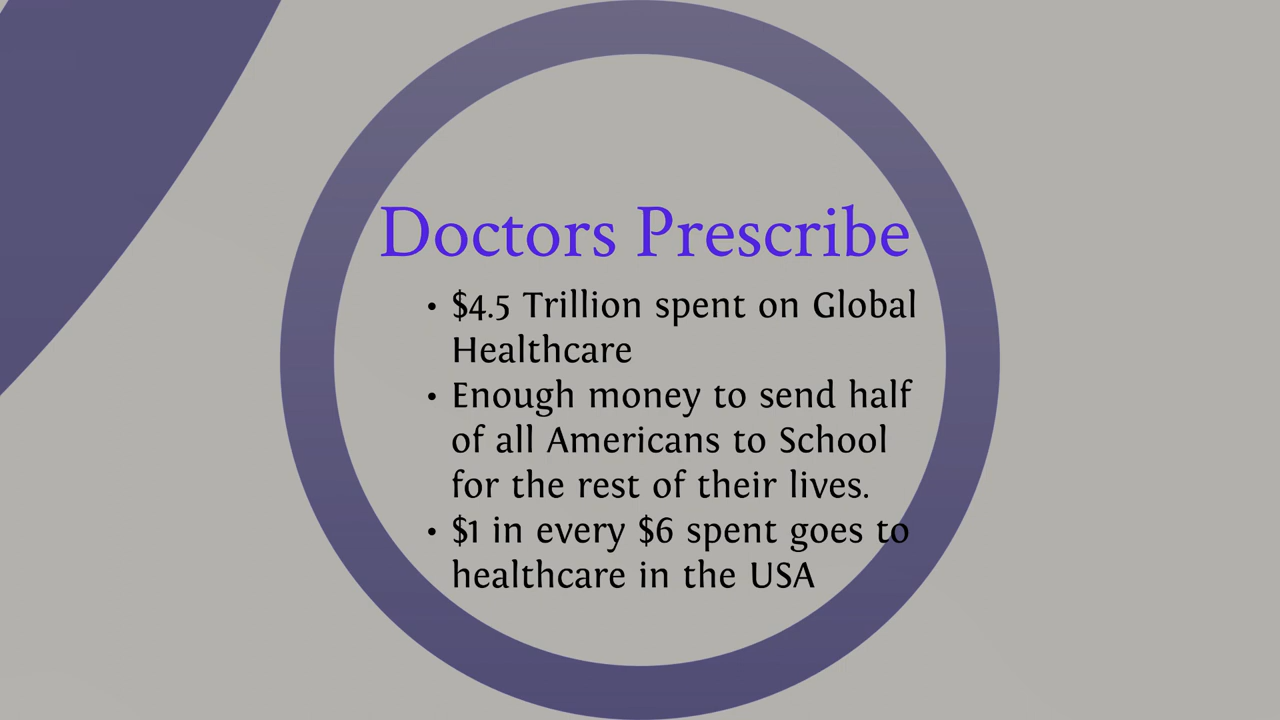 Doctors Prescribe
• $4.5 Trillion spent on Global
Healthcare
• Enough money to send half
of all Americans to School
for the rest of their lives.
• $1 in every $6 spent goes to
healthcare in the USA